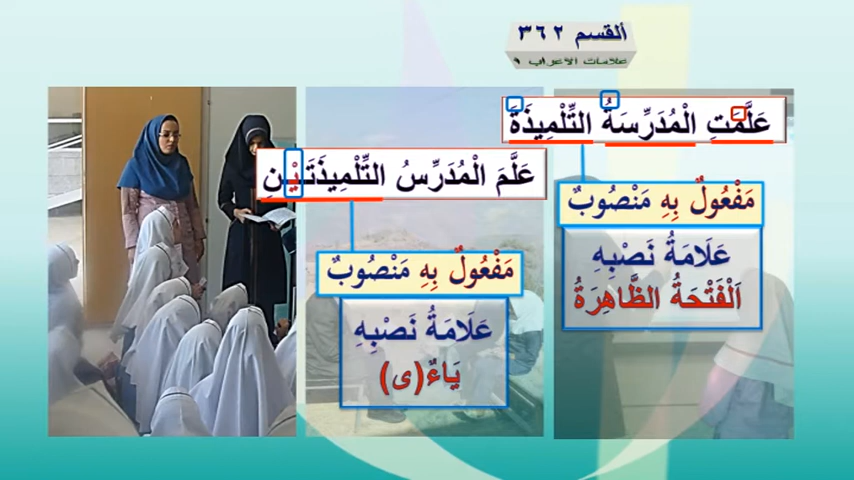 ألقسم ٣٦٢
علامات الأعراب ٩
عَلَّمَتِ الْمُدَرِّسَةُ التِّلْمِيذَةَ
مَفْعُولٌ بِهِ مَنْصُوبٌ
عَلَامَةُ نَصْبِهِ
اَلْفَتْحَةُ الظَّاهِرَةُ
عَلَّمَ الْمُدَرِّسُ التِّلْمِيذَتَيْنِ
مَفْعُولٌ بِهِ مَنْصُوبٌ
عَلَامَةُ نَصْبِهِ
يَاءٌ(ی)